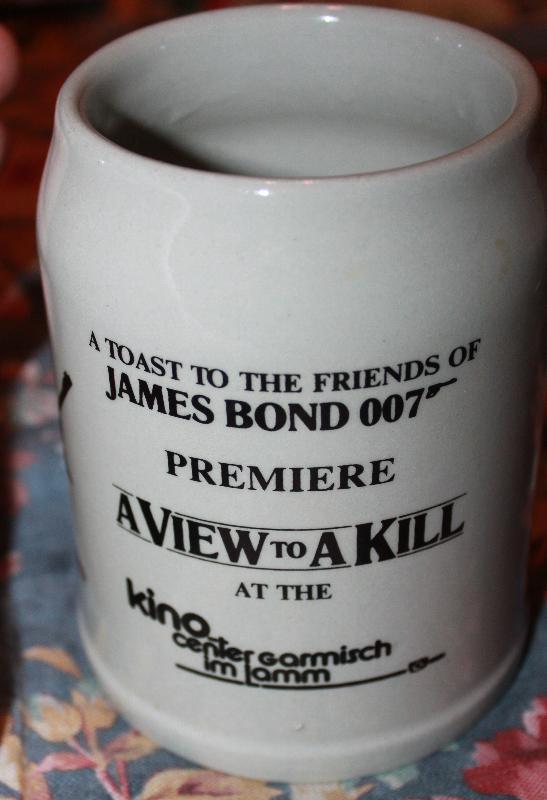 A TOAST TO THE FRIENDS OF
JAMES BOND 007
PREMIERE
A VIEW TO A KILL
AT THE
kino
center garmisch
im lamm